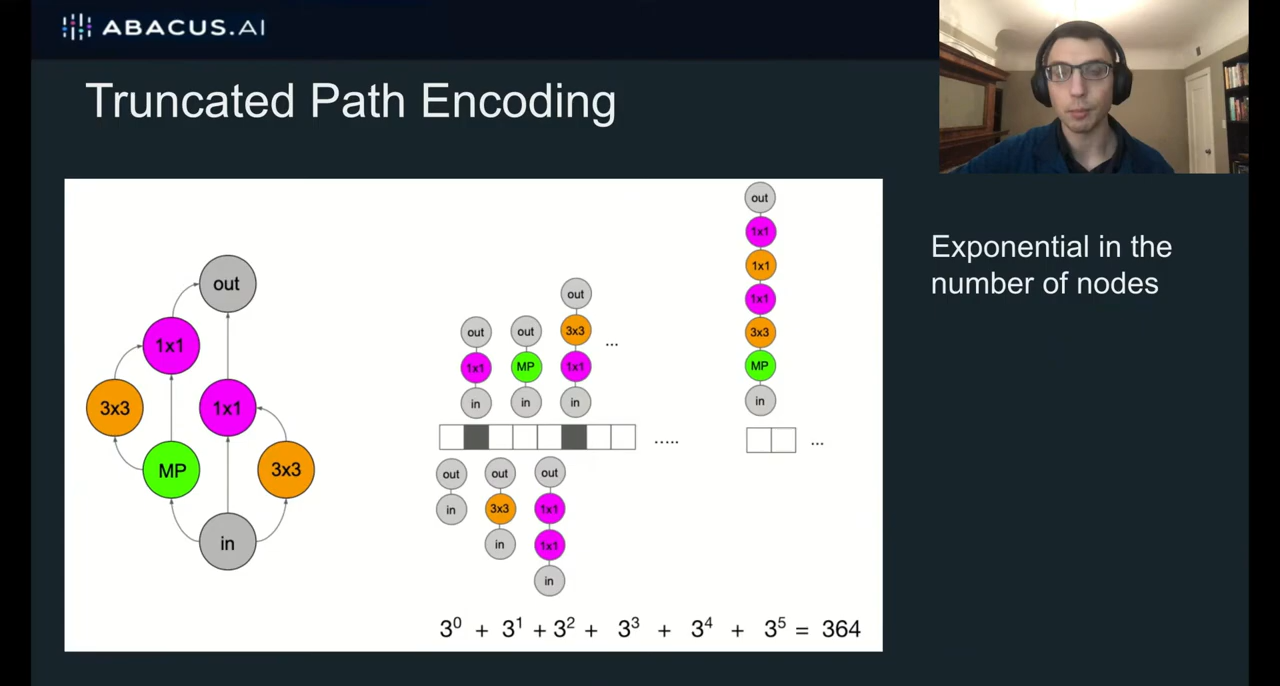 ABACUS.AI
Truncated Path Encoding
Exponential in the
number of nodes
out
1x1
3x3
1x1
MP
3x3
in
out
1x1
in
out
MP
in
out
3x3
1x1
in
...
out
1x1
1x1
1x1
3x3
MP
in
.....
...
out
in
out
3x3
in
out
1x1
1x1
in
3⁰ + 3¹ + 3² + 3³ + 3⁴ + 3⁵ = 364